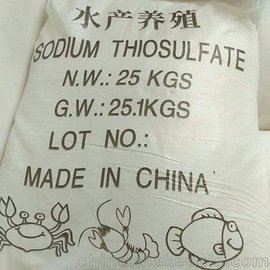 水产养殖
SODIUM THIOSULFATE
N.W.: 25 KGS
G.W.: 25.1KGS
LOT NO.:
MADE IN CHINA